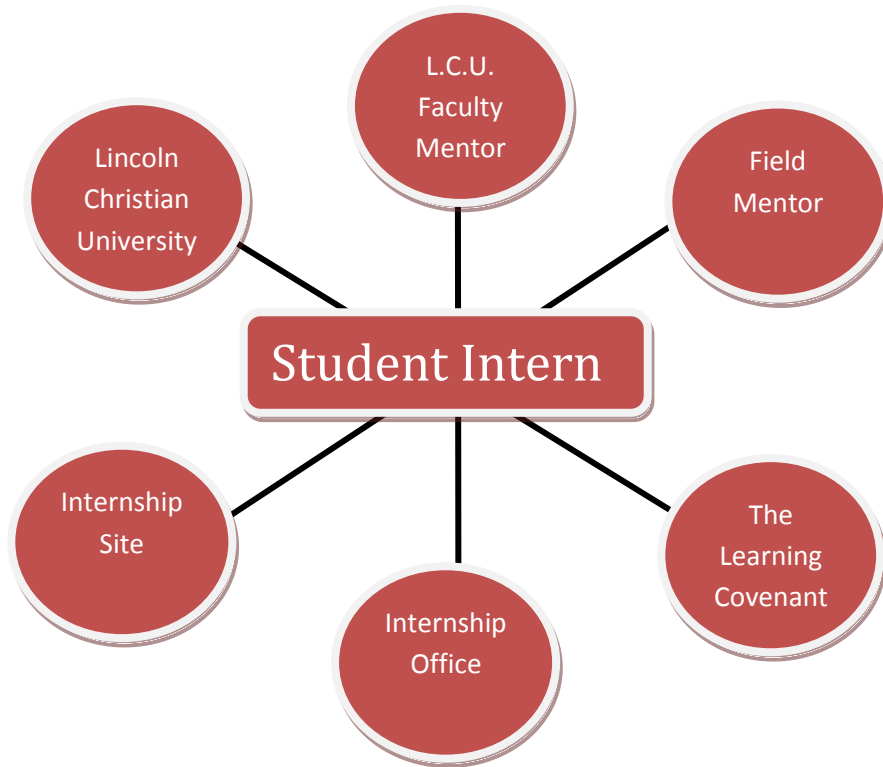 L.C.U.
Faculty
Mentor
Lincoln
Christian
University
Field
Mentor
Student Intern
Internship
Site
The
Learning
Covenant
Internship
Office